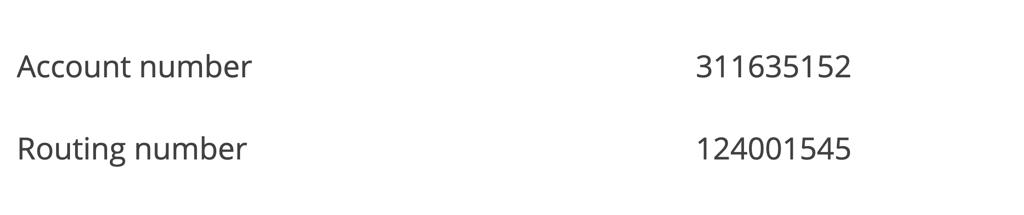 Account number 311635152
Routing number 124001545